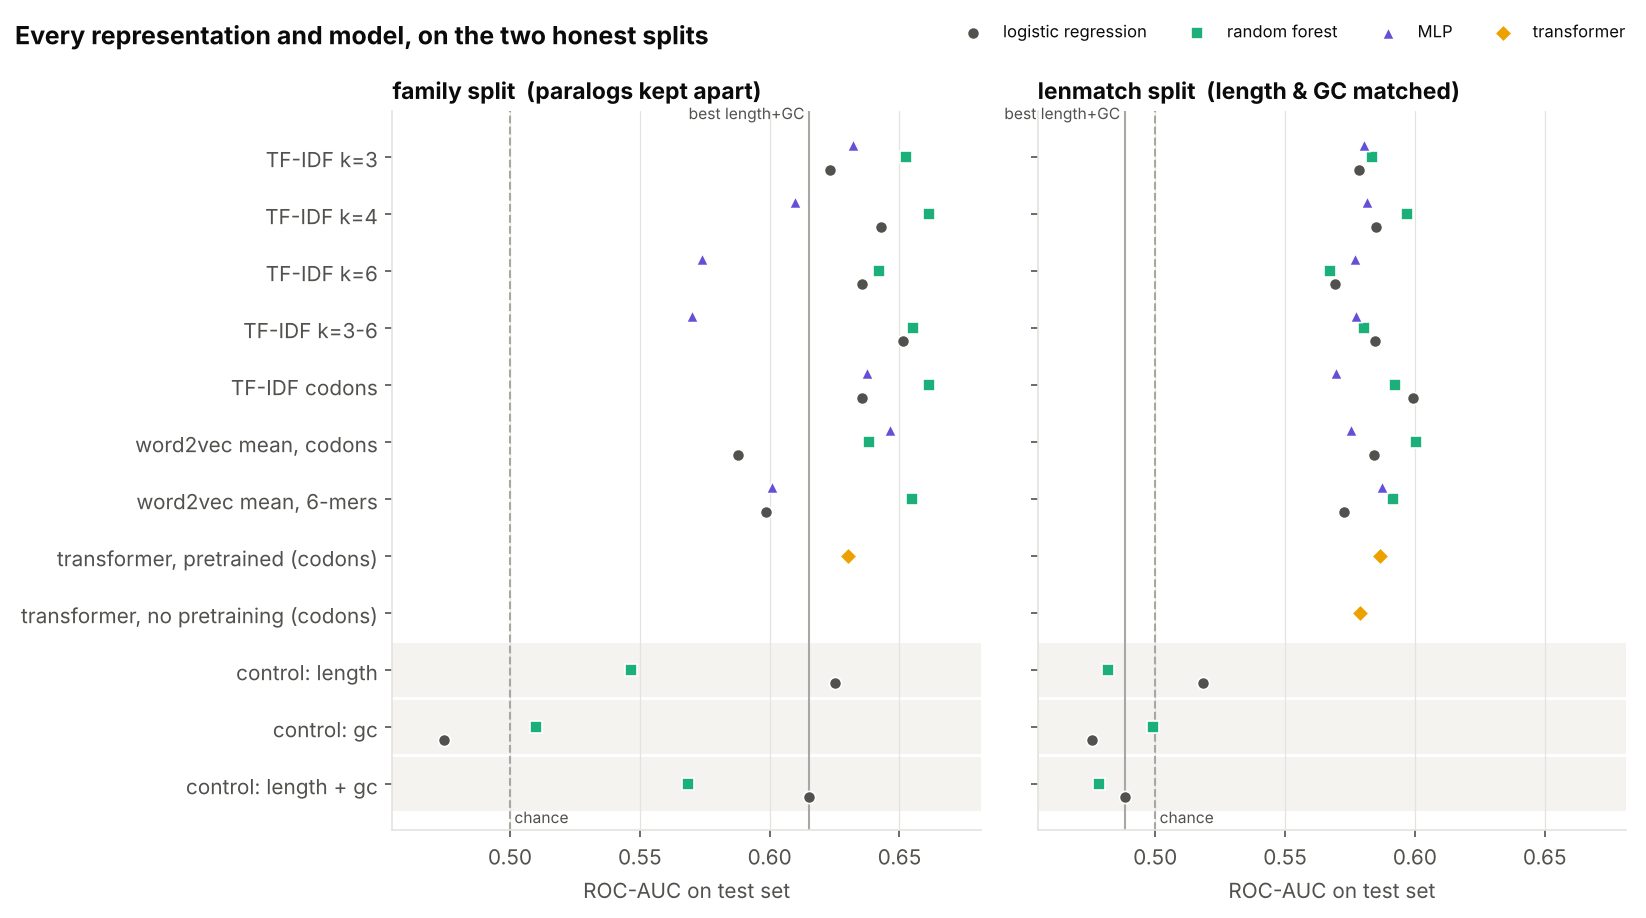 Every representation and model, on the two honest splits
logistic regression
random forest
MLP
transformer
family split (paralogs kept apart)
lenmatch split (length & GC matched)
best length+GC
best length+GC
TF-IDF k=3
TF-IDF k=4
TF-IDF k=6
TF-IDF k=3-6
TF-IDF codons
word2vec mean, codons
word2vec mean, 6-mers
transformer, pretrained (codons)
transformer, no pretraining (codons)
control: length
control: gc
control: length + gc
chance
chance
0.50 0.55 0.60 0.65
0.50 0.55 0.60 0.65
ROC-AUC on test set
ROC-AUC on test set